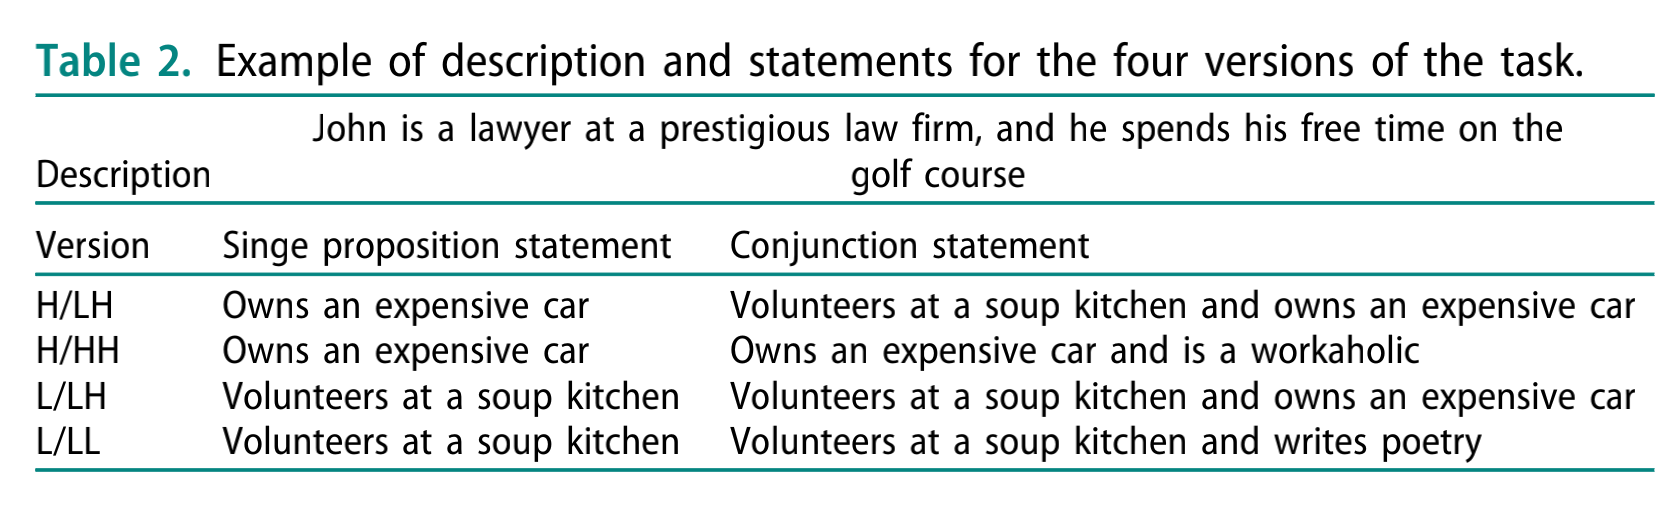 Table 2. Example of description and statements for the four versions of the task.
John is a lawyer at a prestigious law firm, and he spends his free time on the
Description golf course
Version Singe proposition statement Conjunction statement
H/LH Owns an expensive car Volunteers at a soup kitchen and owns an expensive car
H/HH Owns an expensive car Owns an expensive car and is a workaholic
L/LH Volunteers at a soup kitchen Volunteers at a soup kitchen and owns an expensive car
L/LL Volunteers at a soup kitchen Volunteers at a soup kitchen and writes poetry